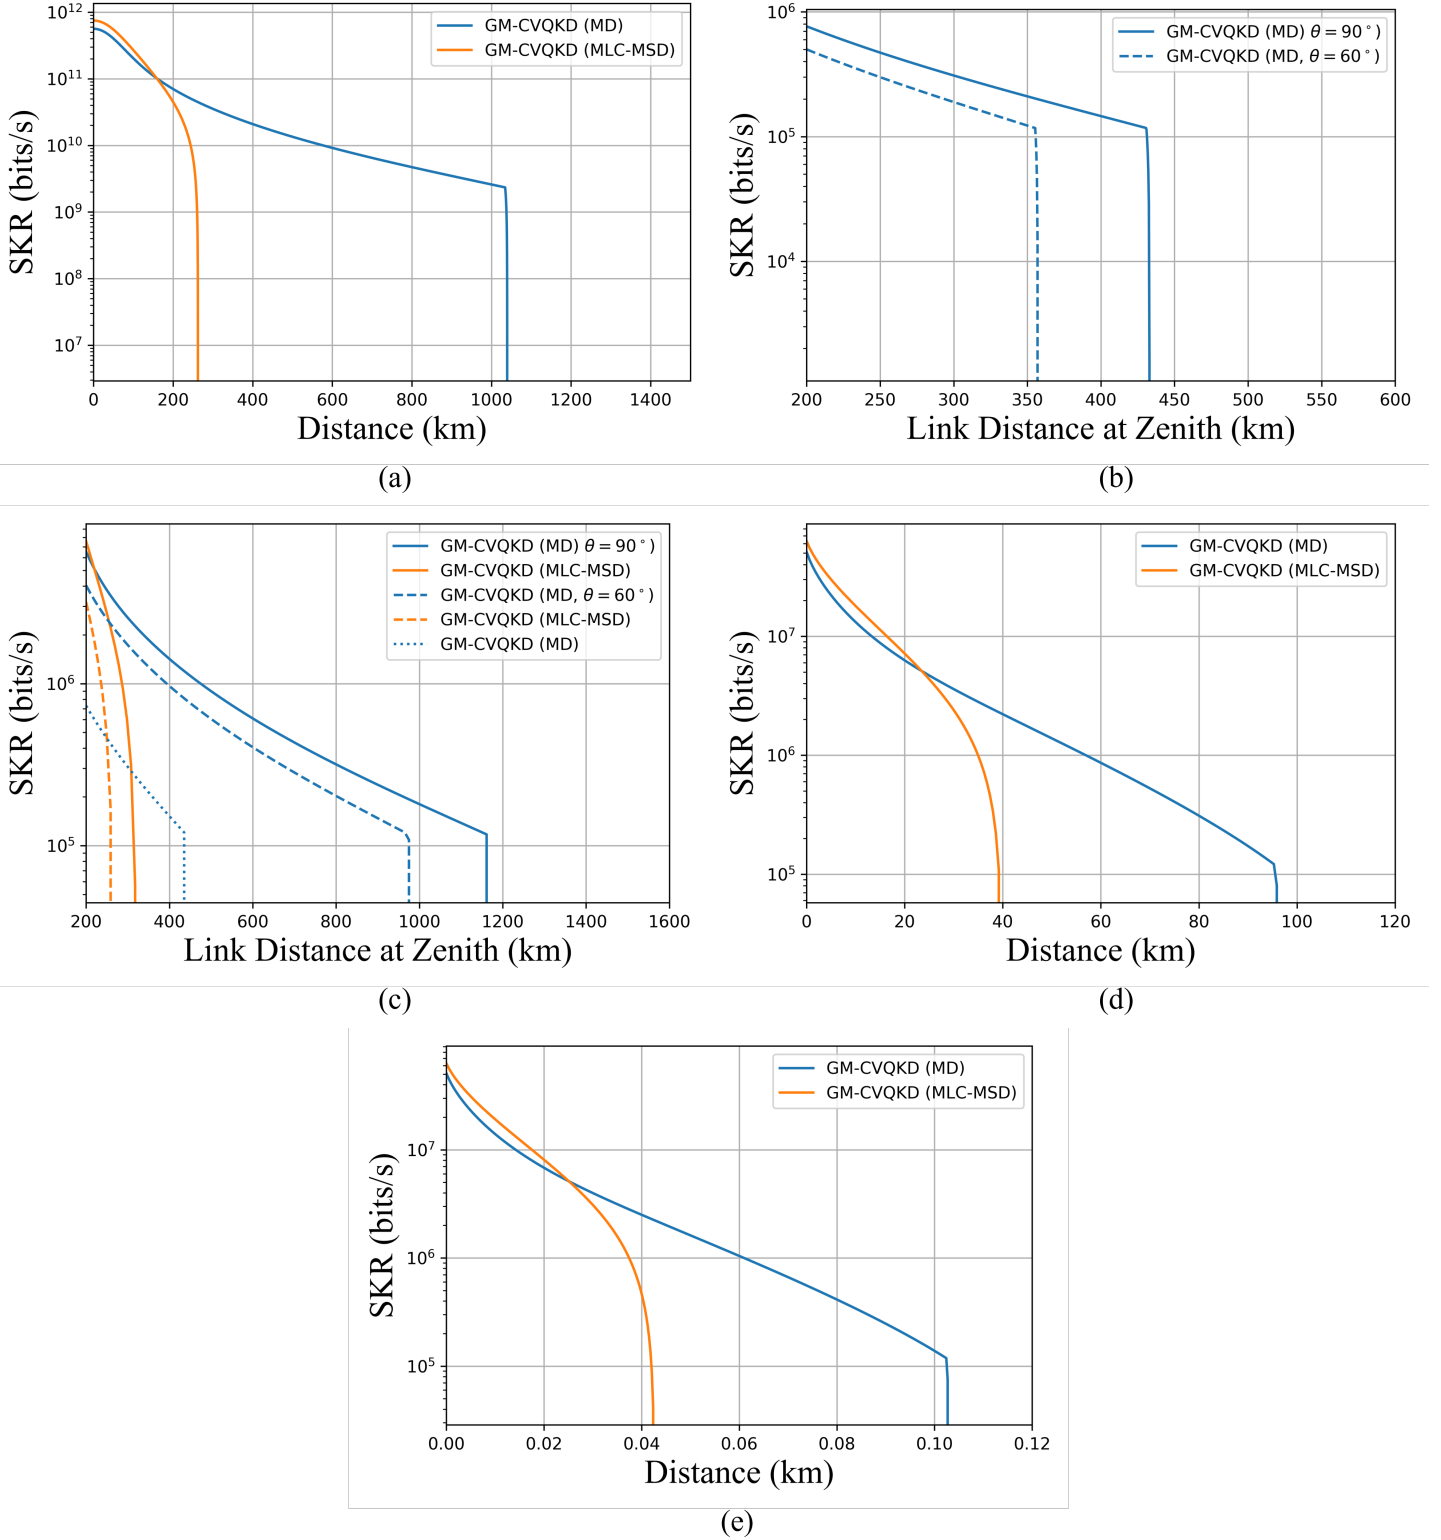 10^12
10^11
10^10
10^9
10^8
10^7
SKR (bits/s)
GM-CVQKD (MD)
GM-CVQKD (MLC-MSD)
0 200 400 600 800 1000 1200 1400
Distance (km)
(a)
10^6
10^5
10^4
SKR (bits/s)
GM-CVQKD (MD) θ = 90°)
GM-CVQKD (MD, θ = 60°)
200 250 300 350 400 450 500 550 600
Link Distance at Zenith (km)
(b)
10^6
10^5
SKR (bits/s)
GM-CVQKD (MD) θ = 90°)
GM-CVQKD (MLC-MSD)
GM-CVQKD (MD, θ = 60°)
GM-CVQKD (MLC-MSD)
GM-CVQKD (MD)
200 400 600 800 1000 1200 1400 1600
Link Distance at Zenith (km)
(c)
10^7
10^6
10^5
SKR (bits/s)
GM-CVQKD (MD)
GM-CVQKD (MLC-MSD)
0 20 40 60 80 100 120
Distance (km)
(d)
10^7
10^6
10^5
SKR (bits/s)
GM-CVQKD (MD)
GM-CVQKD (MLC-MSD)
0.00 0.02 0.04 0.06 0.08 0.10 0.12
Distance (km)
(e)